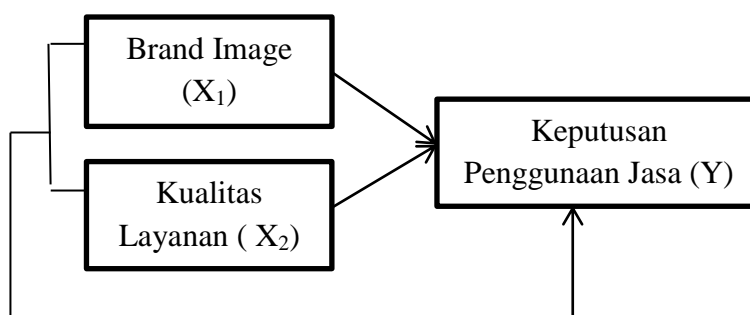 Brand Image
(X₁)
Keputusan
Penggunaan Jasa (Y)
Kualitas
Layanan ( X₂)